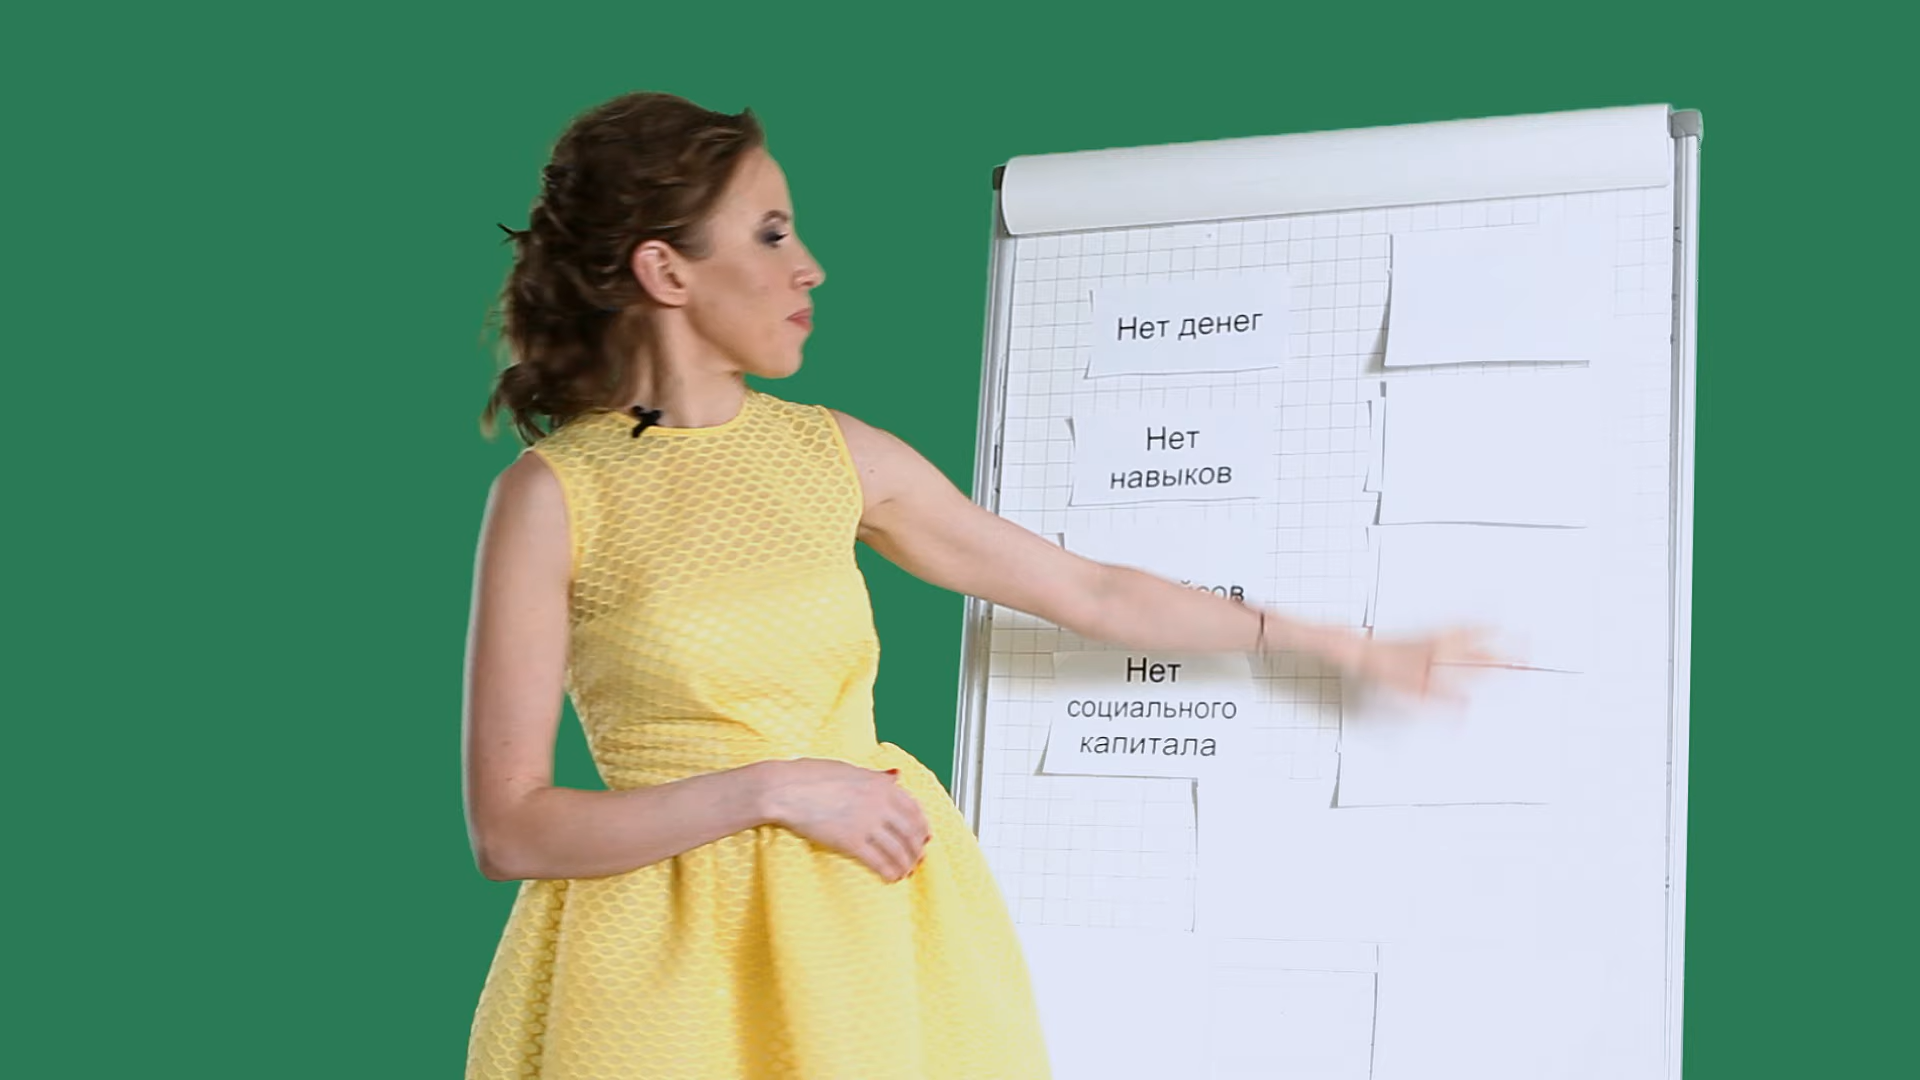 Нет денег
Нет
навыков
Нет
социального
капитала